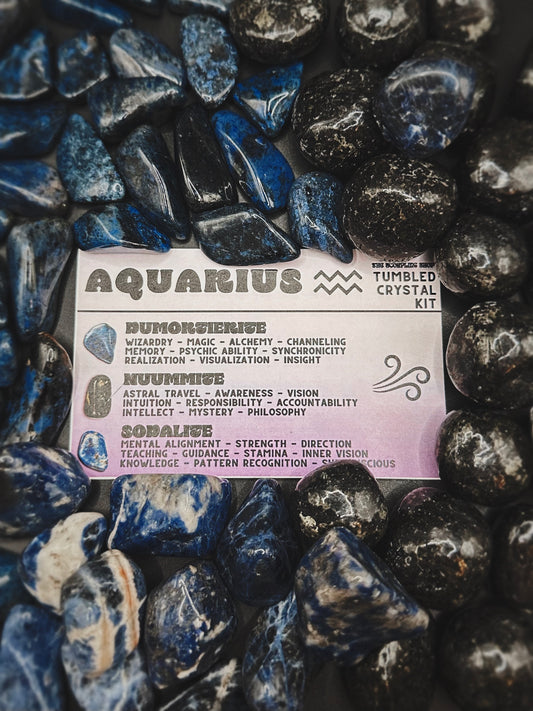 AQUARIUS
TUMBLED
CRYSTAL
KIT
DUMORTIERITE
WIZARDRY - MAGIC - ALCHEMY - CHANNELING
MEMORY - PSYCHIC ABILITY - SYNCHRONICITY
REALIZATION - VISUALIZATION - INSIGHT
NUUMMITE
ASTRAL TRAVEL - AWARENESS - VISION
INTUITION - RESPONSIBILITY - ACCOUNTABILITY
INTELLECT - MYSTERY - PHILOSOPHY
SODALITE
MENTAL ALIGNMENT - STRENGTH - DIRECTION
TEACHING - GUIDANCE - STAMINA - INNER VISION
KNOWLEDGE - PATTERN RECOGNITION -